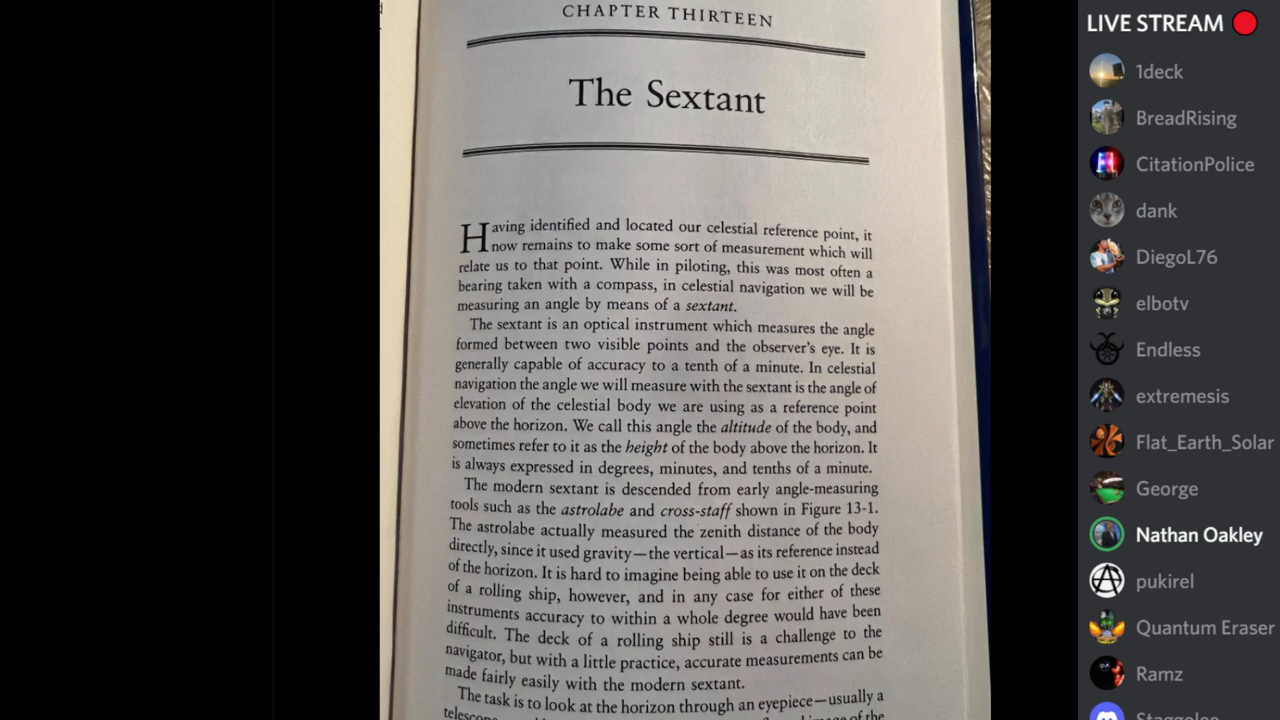 CHAPTER THIRTEEN
The Sextant
Having identified and located our celestial reference point, it
now remains to make some sort of measurement which will
relate us to that point. While in piloting, this was most often a
bearing taken with a compass, in celestial navigation we will be
measuring an angle by means of a sextant.
The sextant is an optical instrument which measures the angle
formed between two visible points and the observer's eye. It is
generally capable of accuracy to a tenth of a minute. In celestial
navigation the angle we will measure with the sextant is the angle of
elevation of the celestial body we are using as a reference point
above the horizon. We call this angle the altitude of the body, and
sometimes refer to it as the height of the body above the horizon. It
is always expressed in degrees, minutes, and tenths of a minute.
The modern sextant is descended from early angle-measuring
tools such as the astrolabe and cross-staff shown in Figure 13-1.
The astrolabe actually measured the zenith distance of the body
directly, since it used gravity—the vertical—as its reference instead
of the horizon. It is hard to imagine being able to use it on the deck
of a rolling ship, however, and in any case for either of these
instruments accuracy to within a whole degree would have been
difficult. The deck of a rolling ship still is a challenge to the
navigator, but with a little practice, accurate measurements can be
made fairly easily with the modern sextant.
The task is to look at the horizon through an eyepiece—usually a
image of the
LIVE STREAM
1deck
BreadRising
CitationPolice
dank
DiegoL76
elbotv
Endless
extremesis
Flat_Earth_Solar
George
Nathan Oakley
pukirel
Quantum Eraser
Ramz